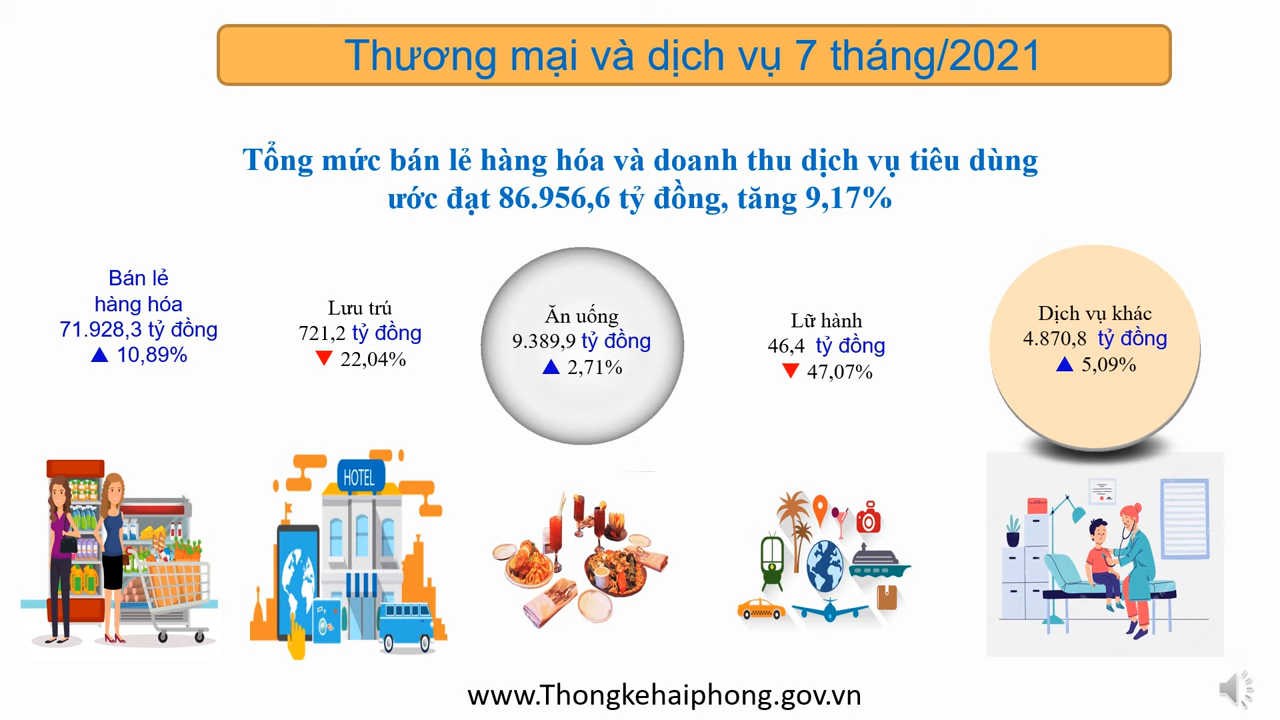 Thương mại và dịch vụ 7 tháng/2021
Tổng mức bán lẻ hàng hóa và doanh thu dịch vụ tiêu dùng
ước đạt 86.956,6 tỷ đồng, tăng 9,17%
Bán lẻ
hàng hóa
71.928,3 tỷ đồng
▲ 10,89%
Lưu trú
721,2 tỷ đồng
▼ 22,04%
Ăn uống
9.389,9 tỷ đồng
▲ 2,71%
Lữ hành
46,4 tỷ đồng
▼ 47,07%
Dịch vụ khác
4.870,8 tỷ đồng
▲ 5,09%
HOTEL
www.Thongkehaiphong.gov.vn